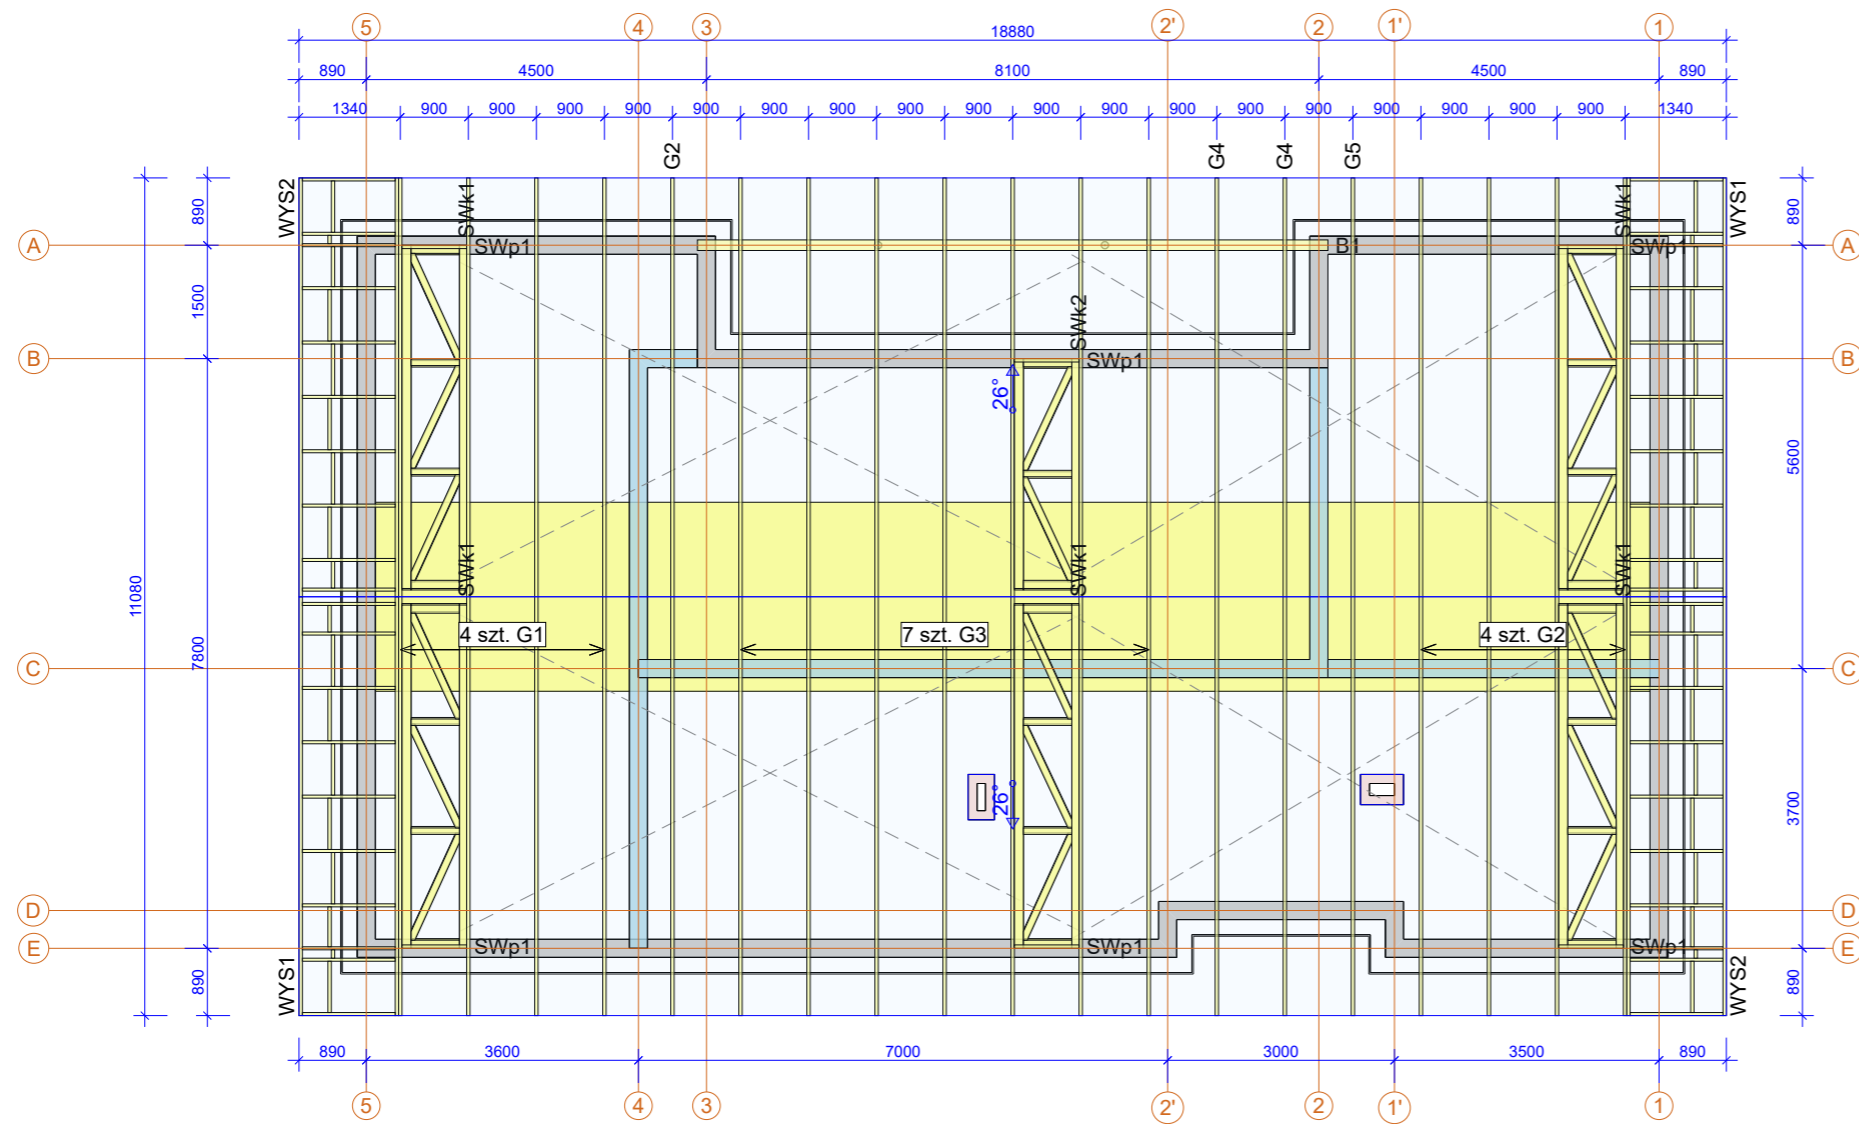 5 4 3 2' 2 1' 1
18880
890 4500 8100 4500 890
1340 900 900 900 900 900 900 900 900 900 900 900 900 900 900 900 900 900 900 1340
G2 G4 G4 G5
WYS2 SWk1 SWk1 WYS1
890 890
A SWp1 B1 SWp1 A
1500
SWk2
B SWp1 B
26°
5600
SWk1 SWk1 SWk1
11080
4 szt. G1 7 szt. G3 4 szt. G2
7800
C C
26°
3700
D D
E SWp1 SWp1 SWp1 E
890 890
WYS1 WYS2
890 3600 7000 3000 3500 890
5 4 3 2' 2 1' 1